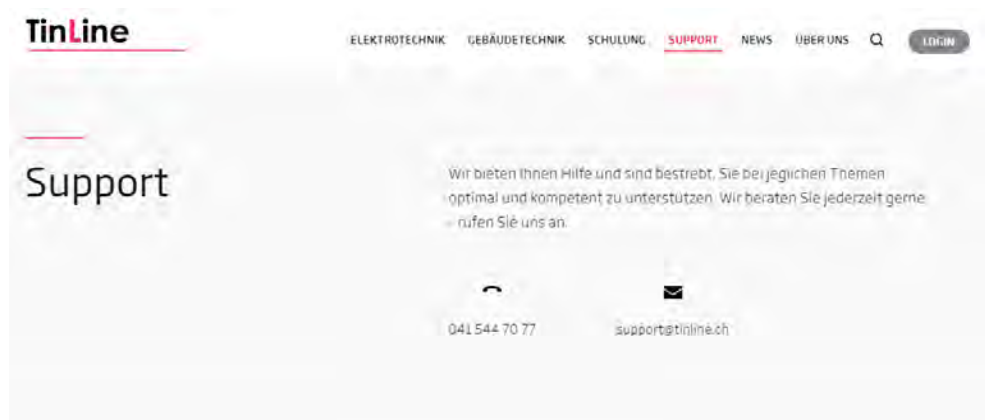 TinLine
ELEKTROTECHNIK GEBÄUDETECHNIK SCHULUNG SUPPORT NEWS ÜBER UNS LOGIN
Support
Wir bieten Ihnen Hilfe und sind bestrebt, Sie bei jeglichen Themen
optimal und kompetent zu unterstützen. Wir beraten Sie jederzeit gerne
– rufen Sie uns an.
041 544 70 77 support@tinline.ch